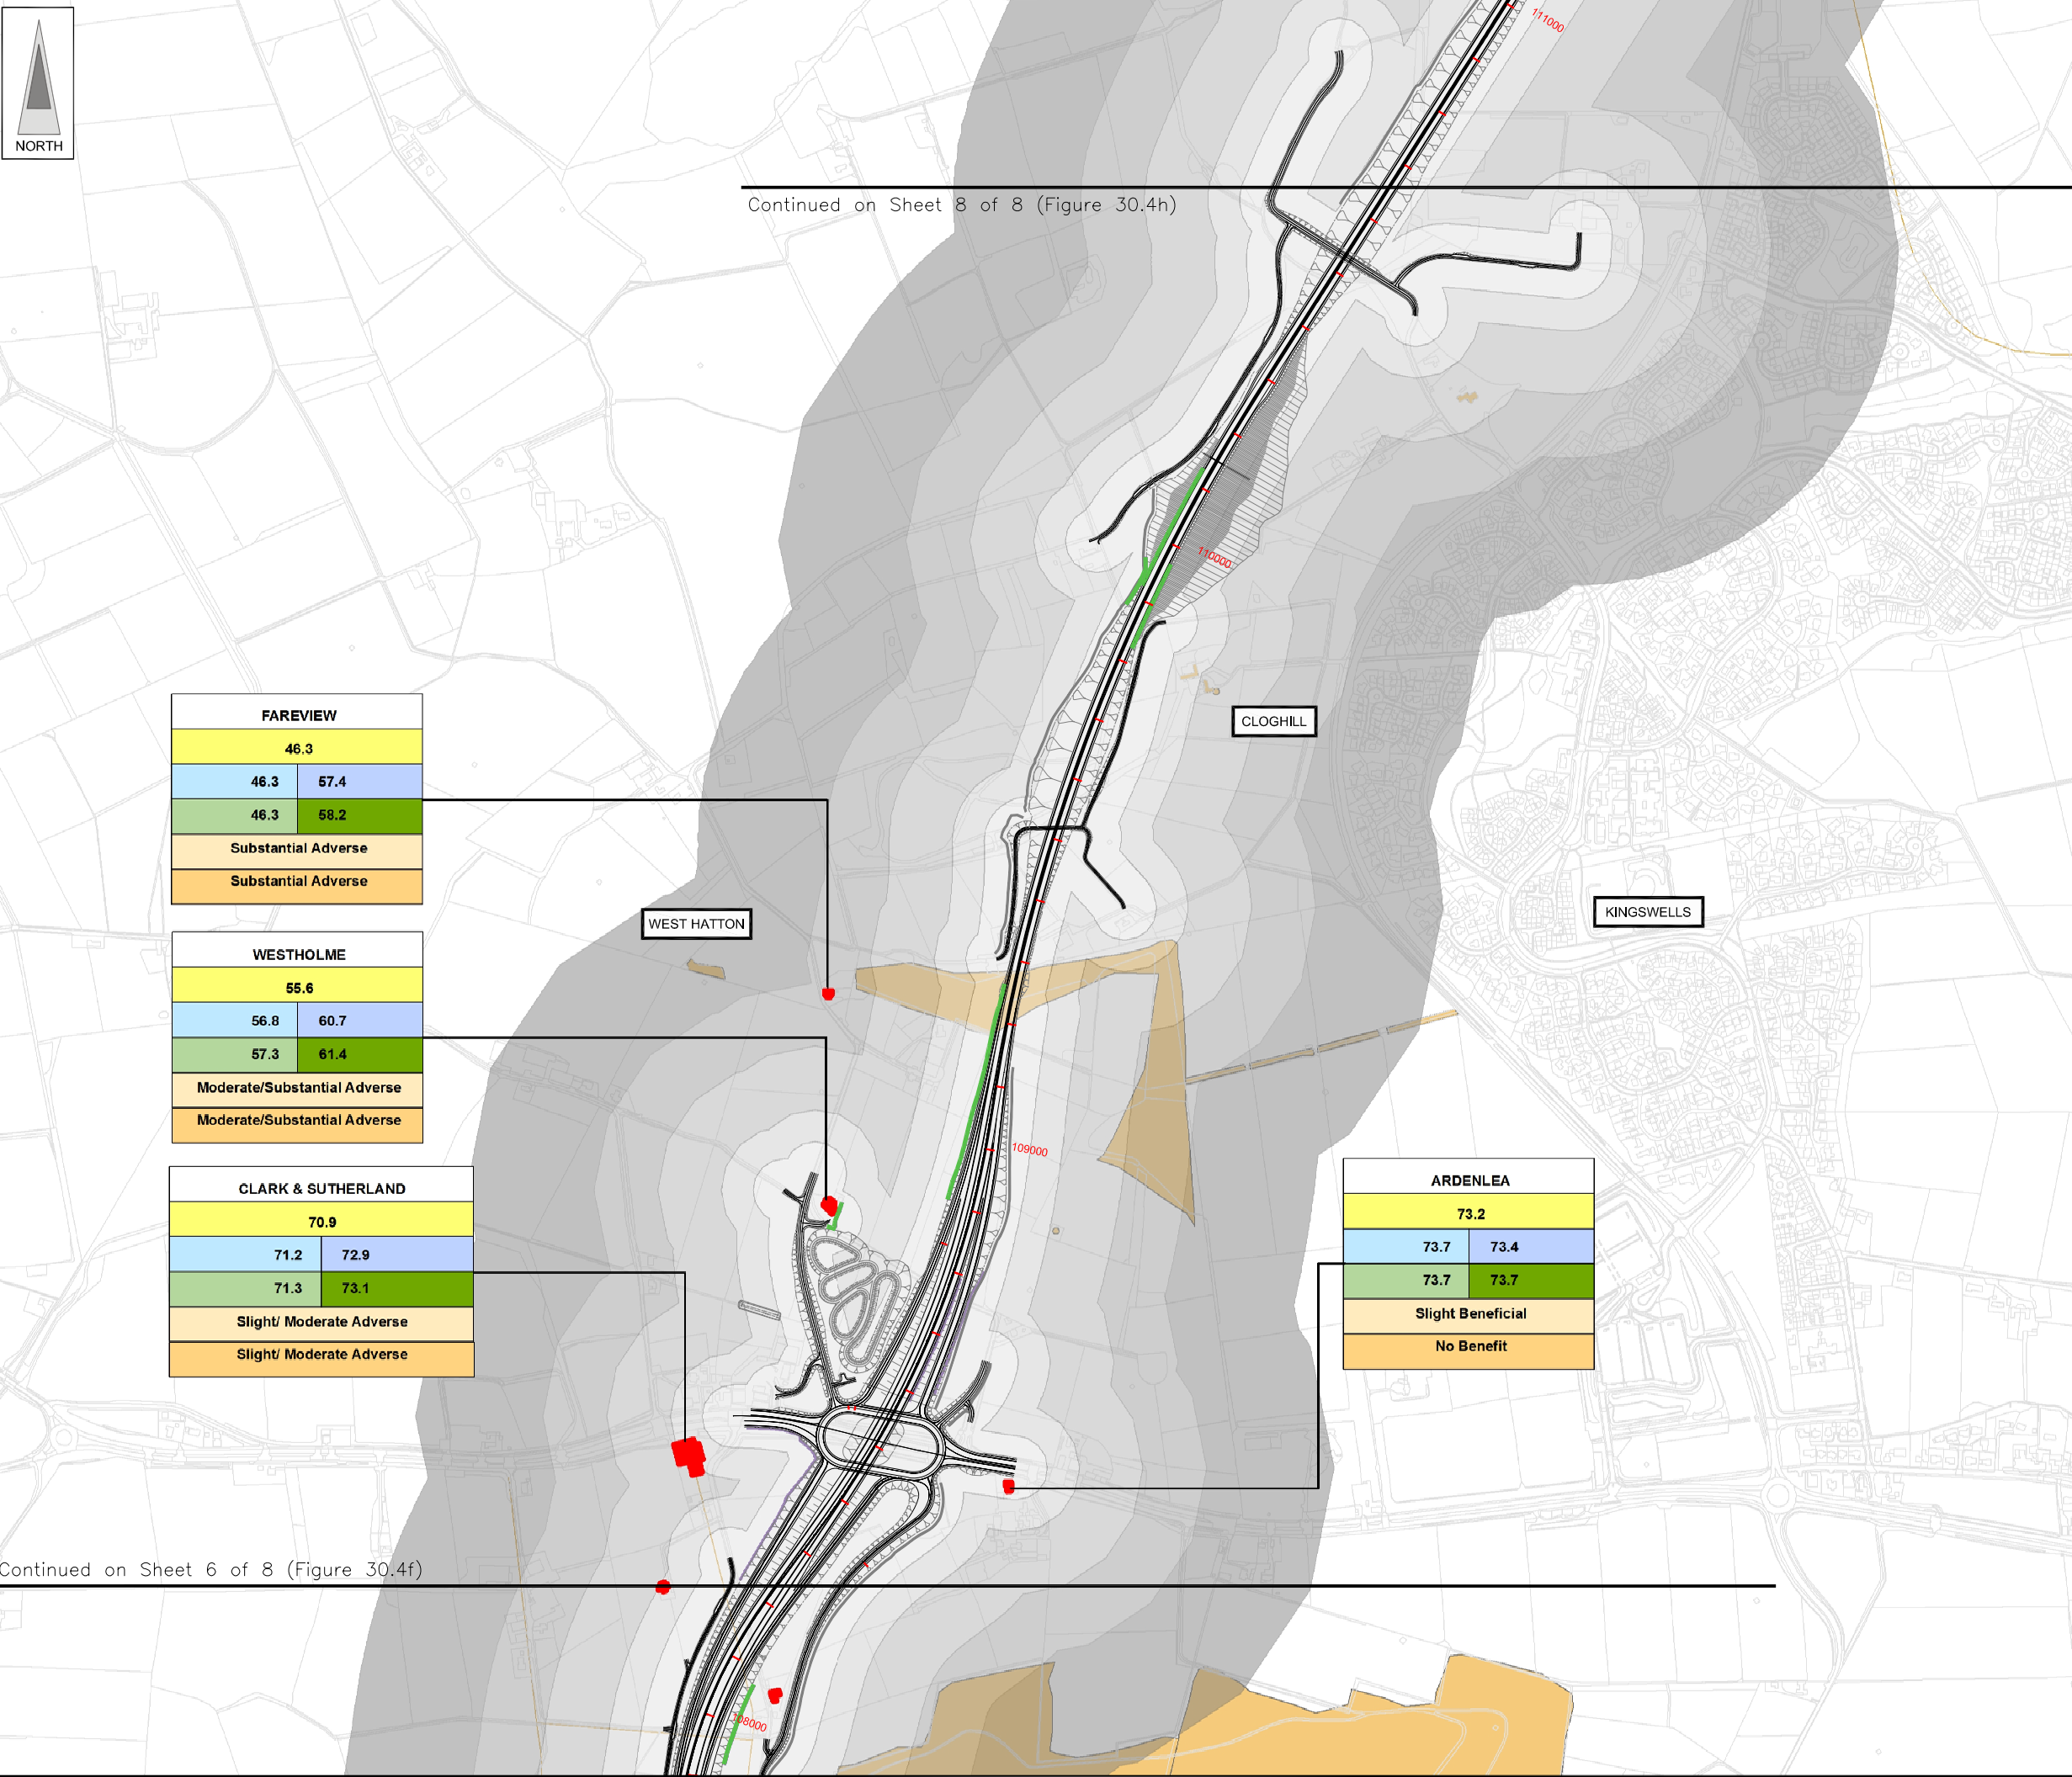 111000
NORTH
Continued on Sheet 8 of 8 (Figure 30.4h)
110000
FAREVIEW
46.3
46.3 57.4
46.3 58.2
Substantial Adverse
Substantial Adverse
CLOGHILL
WEST HATTON
KINGSWELLS
WESTHOLME
55.6
56.8 60.7
57.3 61.4
Moderate/Substantial Adverse
Moderate/Substantial Adverse
109000
CLARK & SUTHERLAND
70.9
71.2 72.9
71.3 73.1
Slight/ Moderate Adverse
Slight/ Moderate Adverse
ARDENLEA
73.2
73.7 73.4
73.7 73.7
Slight Beneficial
No Benefit
Continued on Sheet 6 of 8 (Figure 30.4f)
108000